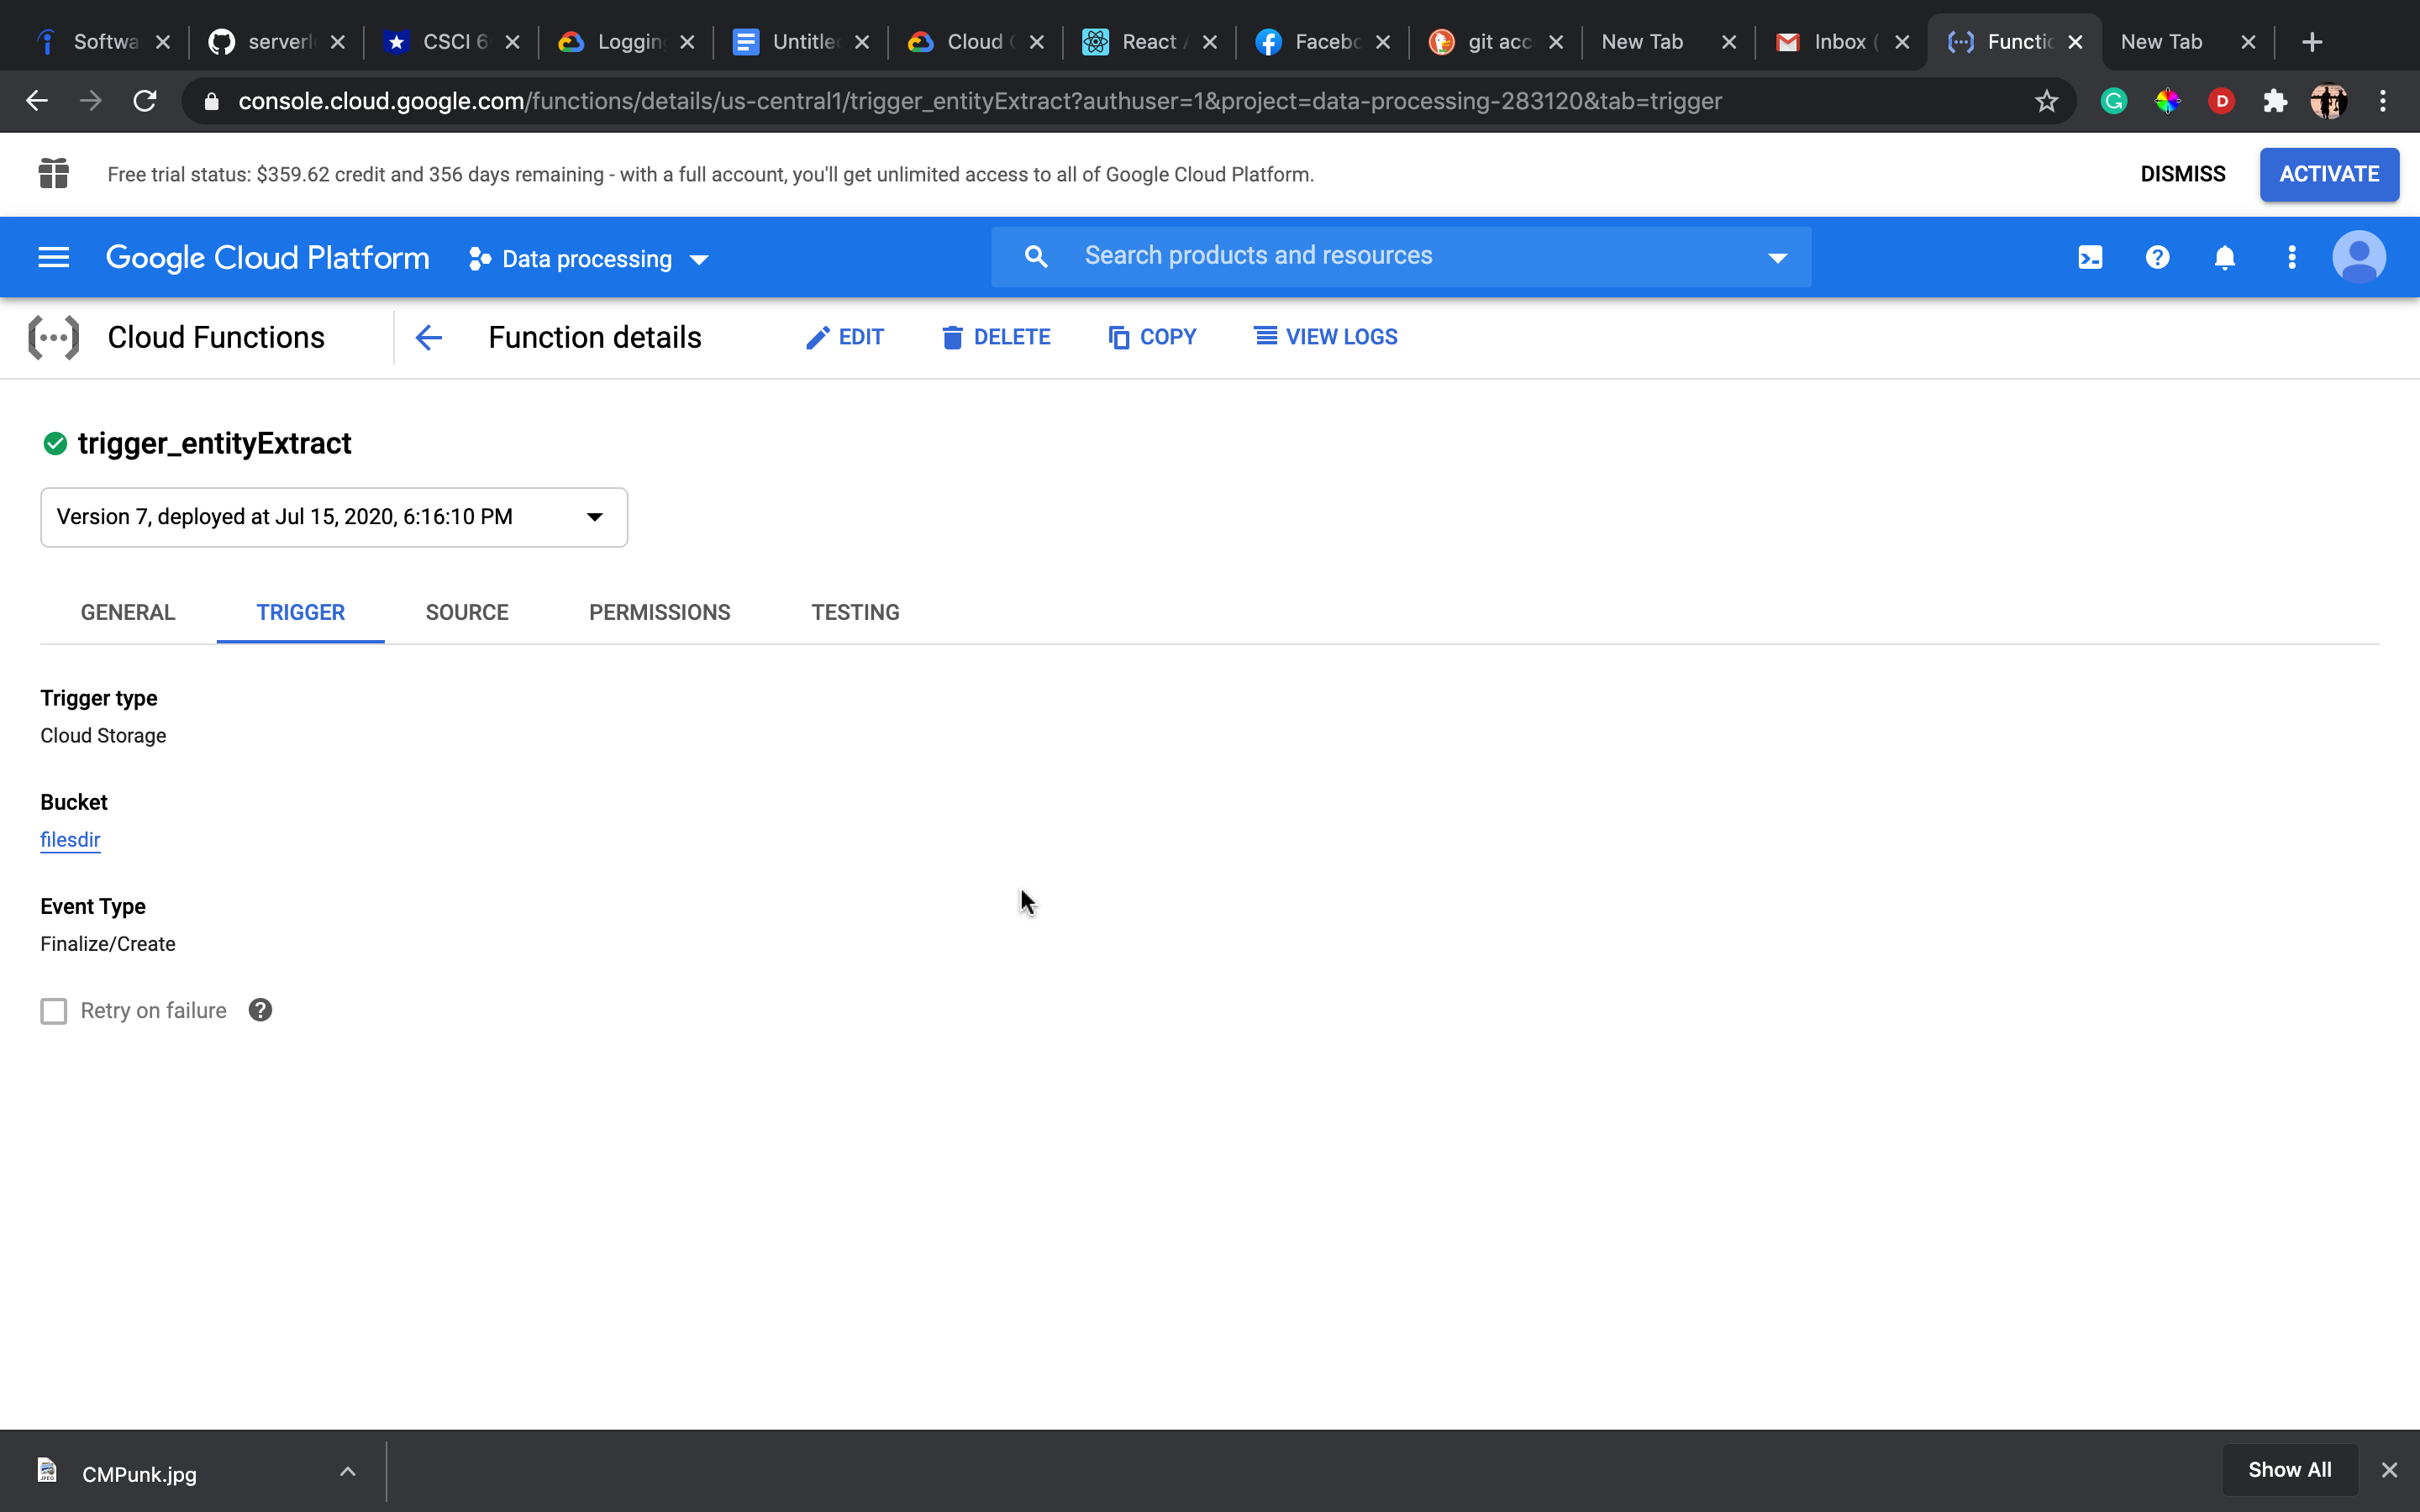 Softwa
serverl
CSCI 6
Loggin
Untitle
Cloud
React
Facebo
git acc
New Tab
Inbox (
Functio
New Tab
console.cloud.google.com/functions/details/us-central1/trigger_entityExtract?authuser=1&project=data-processing-283120&tab=trigger
Free trial status: $359.62 credit and 356 days remaining - with a full account, you'll get unlimited access to all of Google Cloud Platform.
DISMISS
ACTIVATE
Google Cloud Platform
Data processing
Search products and resources
Cloud Functions
Function details
EDIT
DELETE
COPY
VIEW LOGS
trigger_entityExtract
Version 7, deployed at Jul 15, 2020, 6:16:10 PM
GENERAL
TRIGGER
SOURCE
PERMISSIONS
TESTING
Trigger type
Cloud Storage
Bucket
filesdir
Event Type
Finalize/Create
Retry on failure
CMPunk.jpg
Show All